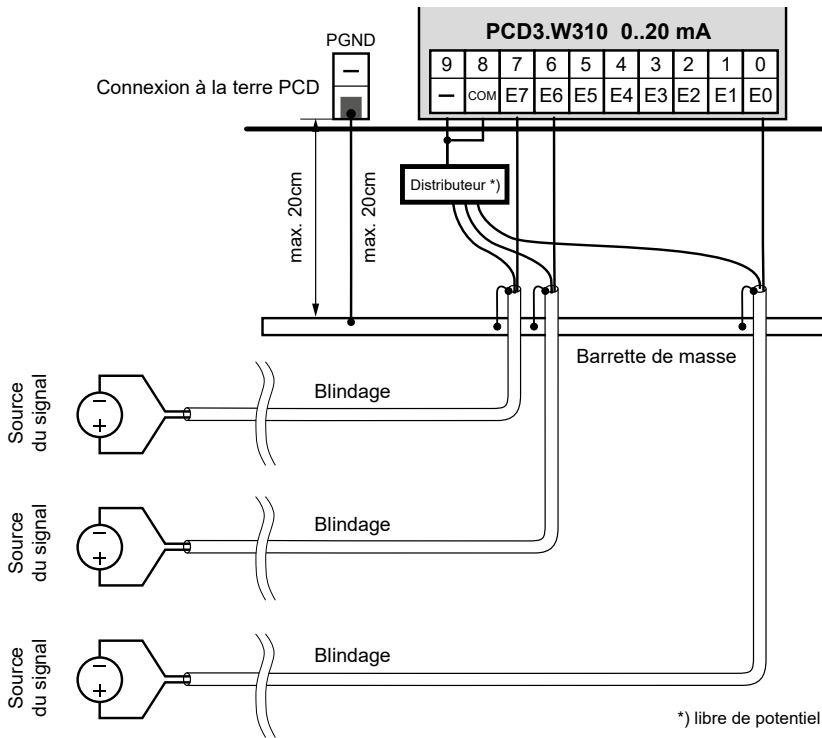 PCD3.W310 0..20 mA
PGND
9 8 7 6 5 4 3 2 1 0
– COM E7 E6 E5 E4 E3 E2 E1 E0
–
Connexion à la terre PCD
Distributeur *)
max. 20cm
max. 20cm
Barrette de masse
Source
du signal
–
+
Blindage
Source
du signal
–
+
Blindage
Source
du signal
–
+
Blindage
*) libre de potentiel